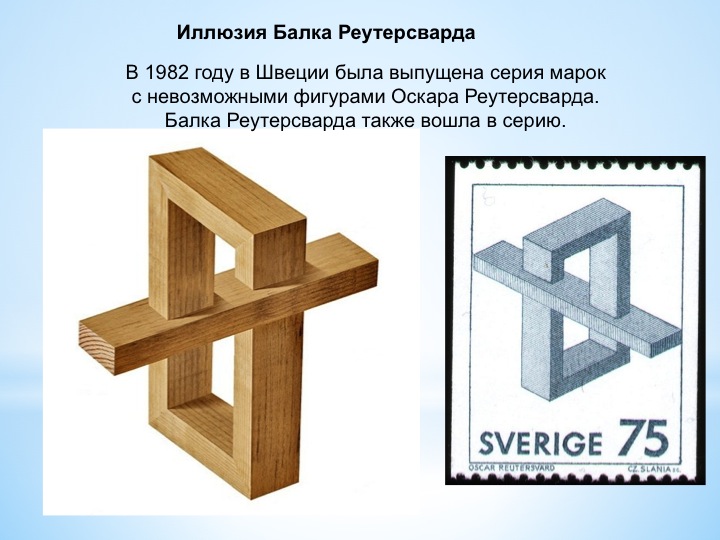 Иллюзия Балка Реутерсварда
В 1982 году в Швеции была выпущена серия марок
с невозможными фигурами Оскара Реутерсварда.
Балка Реутерсварда также вошла в серию.
SVERIGE 75
OSCAR REUTERSVÄRD CZ.SLANIA sc.